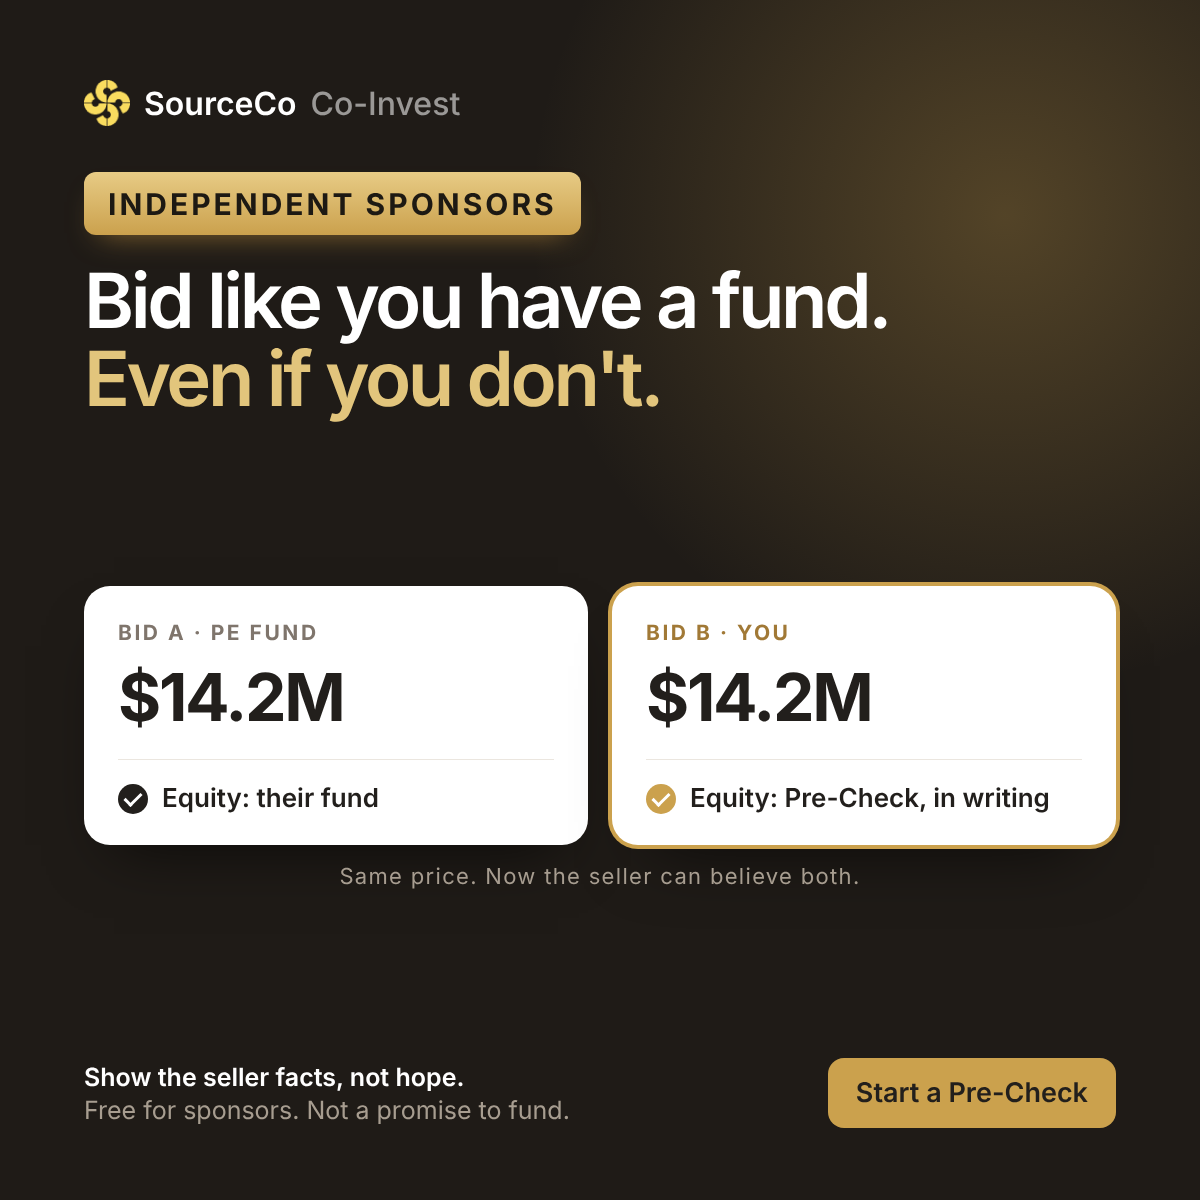 SourceCo Co-Invest
INDEPENDENT SPONSORS
Bid like you have a fund.
Even if you don't.
BID A · PE FUND
$14.2M
Equity: their fund
BID B · YOU
$14.2M
Equity: Pre-Check, in writing
Same price. Now the seller can believe both.
Show the seller facts, not hope.
Free for sponsors. Not a promise to fund.
Start a Pre-Check